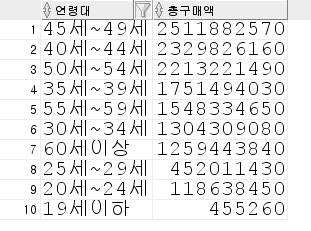 연령대 총구매액
1 45세~49세 2511882570
2 40세~44세 2329826160
3 50세~54세 2213221490
4 35세~39세 1751494030
5 55세~59세 1548334650
6 30세~34세 1304309080
7 60세이상 1259443840
8 25세~29세 452011430
9 20세~24세 118638450
10 19세이하 455260